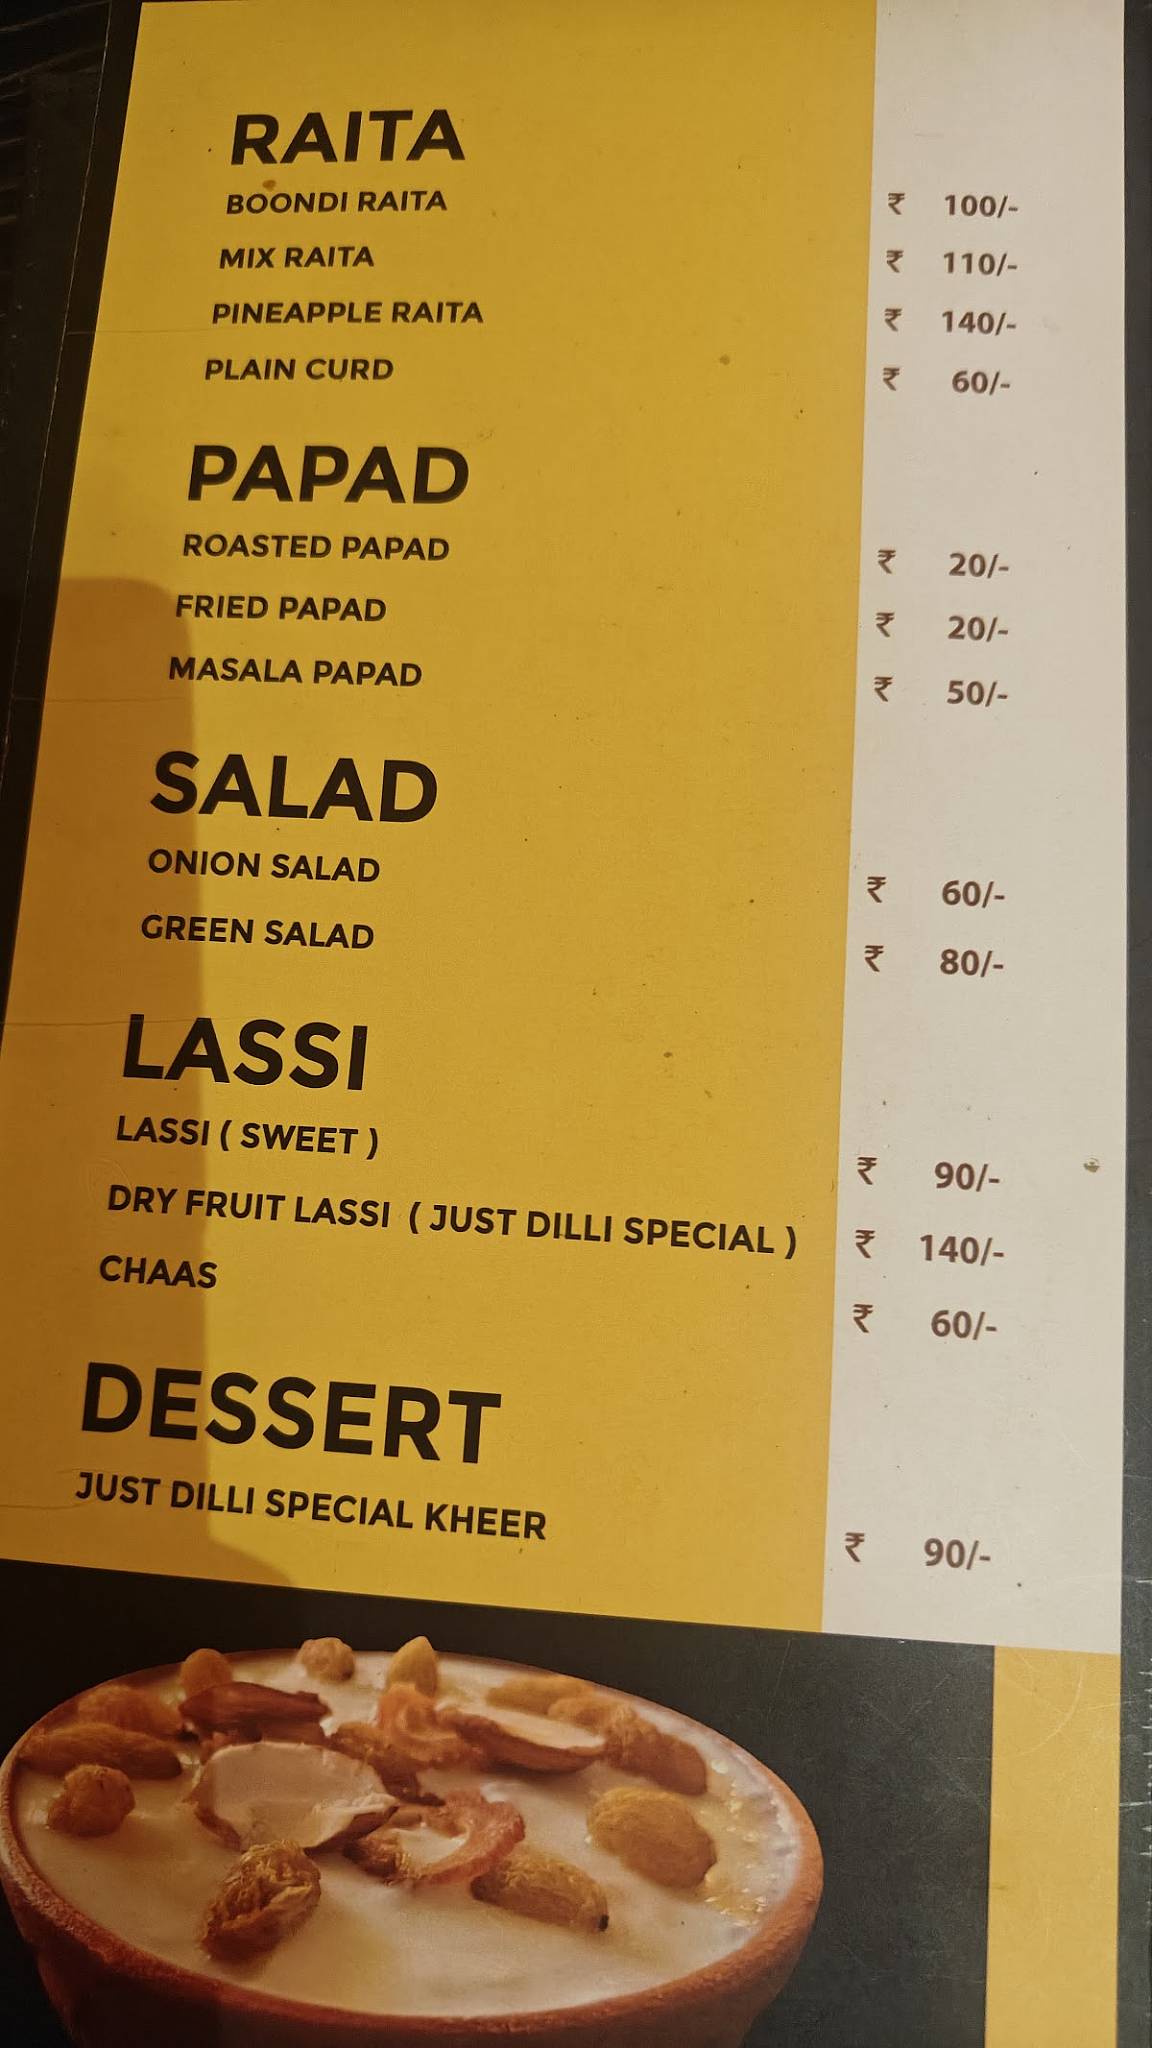 RAITA
BOONDI RAITA ₹ 100/-
MIX RAITA ₹ 110/-
PINEAPPLE RAITA ₹ 140/-
PLAIN CURD ₹ 60/-
PAPAD
ROASTED PAPAD ₹ 20/-
FRIED PAPAD ₹ 20/-
MASALA PAPAD ₹ 50/-
SALAD
ONION SALAD ₹ 60/-
GREEN SALAD ₹ 80/-
LASSI
LASSI ( SWEET ) ₹ 90/-
DRY FRUIT LASSI ( JUST DILLI SPECIAL ) ₹ 140/-
CHAAS ₹ 60/-
DESSERT
JUST DILLI SPECIAL KHEER ₹ 90/-